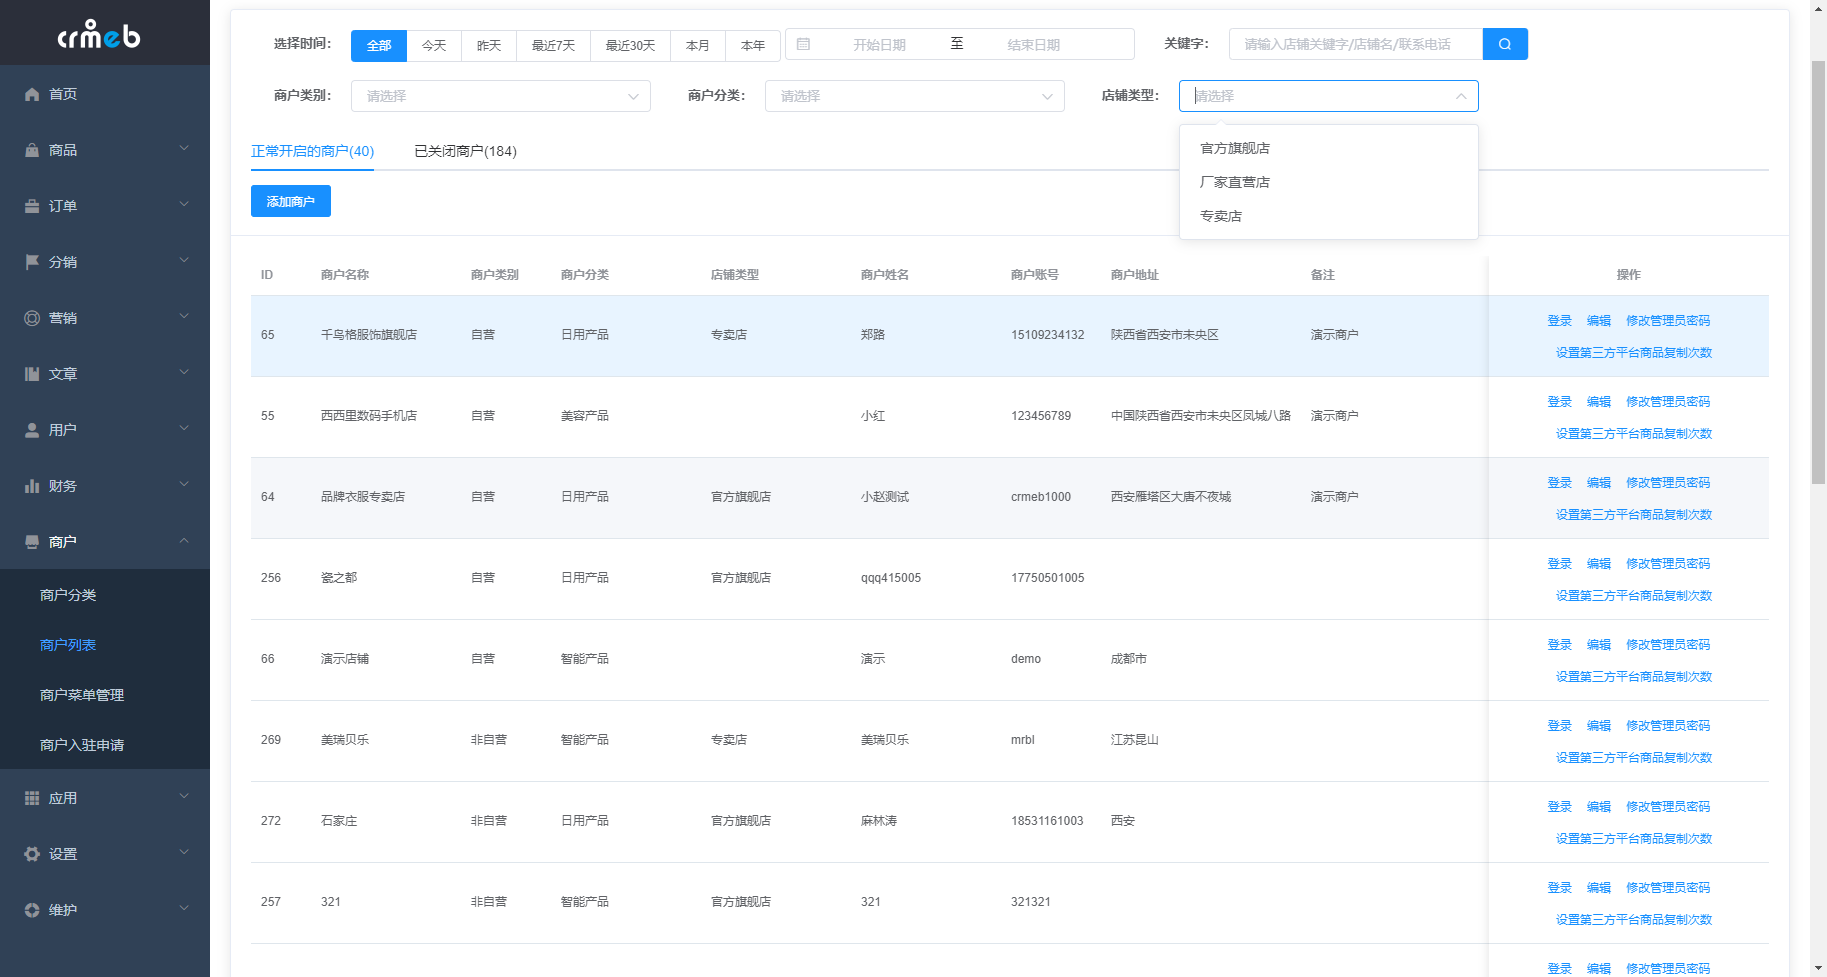 crmeb
首页
商品
订单
分销
营销
文章
用户
财务
商户
商户分类
商户列表
商户菜单管理
商户入驻申请
应用
设置
维护
选择时间： 全部 今天 昨天 最近7天 最近30天 本月 本年 开始日期 至 结束日期 关键字： 请输入店铺关键字/店铺名/联系电话
商户类别： 请选择 商户分类： 请选择 店铺类型： 请选择
官方旗舰店
厂家直营店
专卖店
正常开启的商户(40) 已关闭商户(184)
添加商户
ID 商户名称 商户类别 商户分类 店铺类型 商户姓名 商户账号 商户地址 备注 操作
65 千鸟格服饰旗舰店 自营 日用产品 专卖店 郑路 15109234132 陕西省西安市未央区 演示商户 登录 编辑 修改管理员密码
设置第三方平台商品复制次数
55 西西里数码手机店 自营 美容产品 小红 123456789 中国陕西省西安市未央区凤城八路 演示商户 登录 编辑 修改管理员密码
设置第三方平台商品复制次数
64 品牌衣服专卖店 自营 日用产品 官方旗舰店 小赵测试 crmeb1000 西安雁塔区大唐不夜城 演示商户 登录 编辑 修改管理员密码
设置第三方平台商品复制次数
256 瓷之都 自营 日用产品 官方旗舰店 qqq415005 17750501005 登录 编辑 修改管理员密码
设置第三方平台商品复制次数
66 演示店铺 自营 智能产品 演示 demo 成都市 登录 编辑 修改管理员密码
设置第三方平台商品复制次数
269 美瑞贝乐 非自营 智能产品 专卖店 美瑞贝乐 mrbl 江苏昆山 登录 编辑 修改管理员密码
设置第三方平台商品复制次数
272 石家庄 非自营 日用产品 官方旗舰店 麻林涛 18531161003 西安 登录 编辑 修改管理员密码
设置第三方平台商品复制次数
257 321 非自营 智能产品 官方旗舰店 321 321321 登录 编辑 修改管理员密码
设置第三方平台商品复制次数
登录 编辑 修改管理员密码